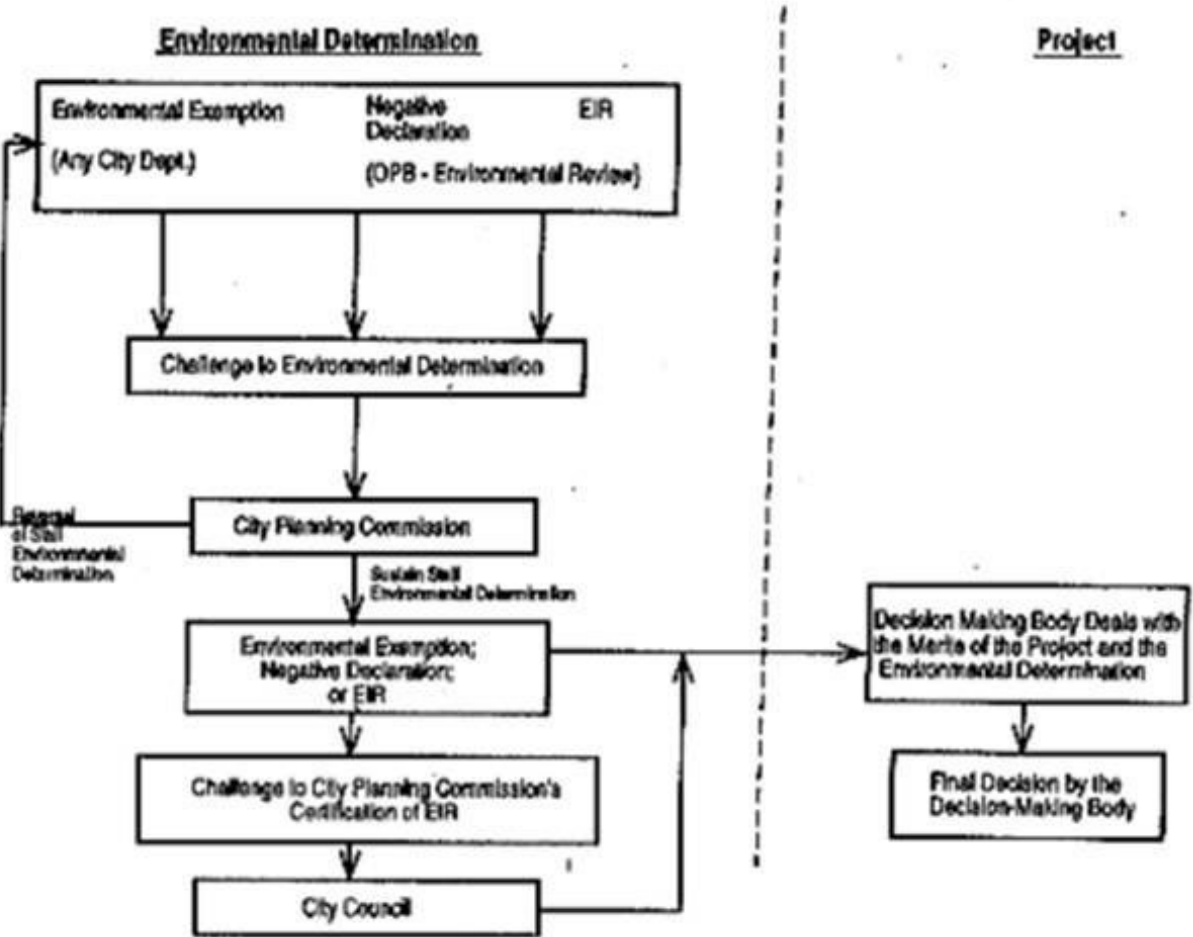 Environmental Determination
Project
Environmental Exemption
(Any City Dept.)
Negative
Declaration
EIR
(OPB - Environmental Review)
Challenge to Environmental Determination
City Planning Commission
Reversal
of Staff
Environmental
Determination
Sustain Staff
Environmental Determination
Environmental Exemption;
Negative Declaration;
or EIR
Challenge to City Planning Commission's
Certification of EIR
City Council
Decision Making Body Deals with
the Merits of the Project and the
Environmental Determination
Final Decision by the
Decision-Making Body